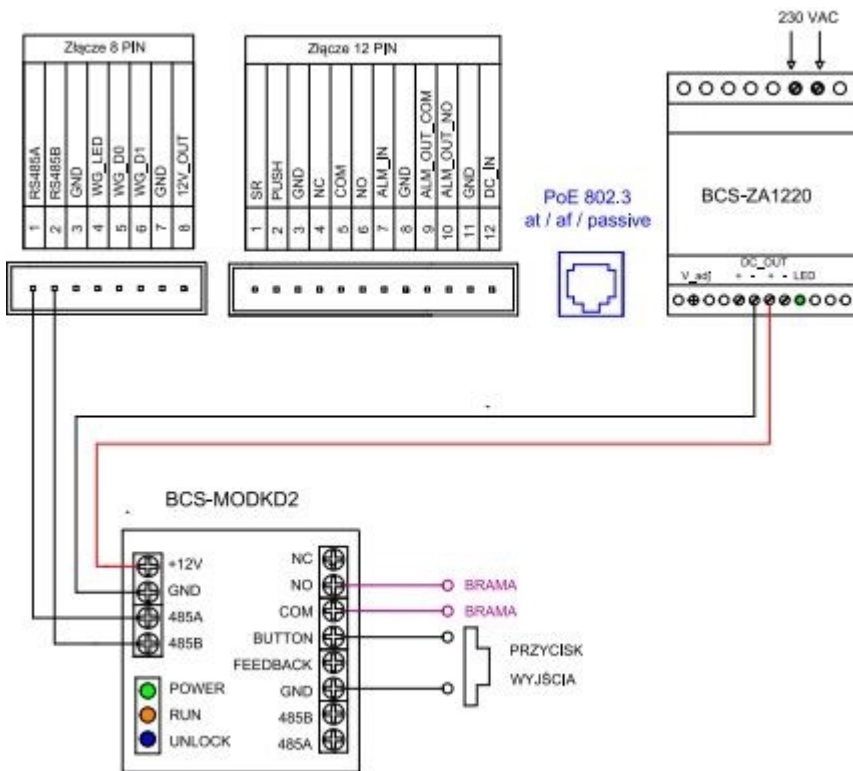 230 VAC
Złącze 8 PIN
RS485A
RS485B
GND
WG_LED
WG_D0
WG_D1
GND
12V_OUT
1 2 3 4 5 6 7 8
Złącze 12 PIN
SR
PUSH
GND
NC
COM
NO
ALM_IN
GND
ALM_OUT_COM
ALM_OUT_NO
GND
DC_IN
1 2 3 4 5 6 7 8 9 10 11 12
PoE 802.3
at / af / passive
BCS-ZA1220
DC_OUT
V_adj + - + - LED
BCS-MODKD2
+12V
GND
485A
485B
POWER
RUN
UNLOCK
NC
NO
COM
BUTTON
FEEDBACK
GND
485B
485A
BRAMA
BRAMA
PRZYCISK
WYJŚCIA